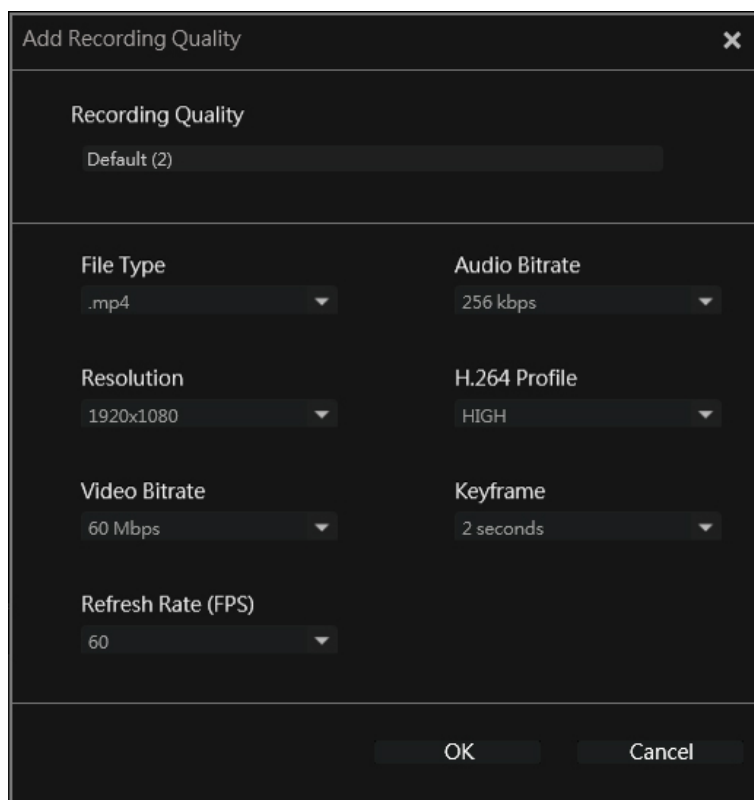 Add Recording Quality
Recording Quality
Default (2)
File Type
.mp4
Audio Bitrate
256 kbps
Resolution
1920x1080
H.264 Profile
HIGH
Video Bitrate
60 Mbps
Keyframe
2 seconds
Refresh Rate (FPS)
60
OK
Cancel